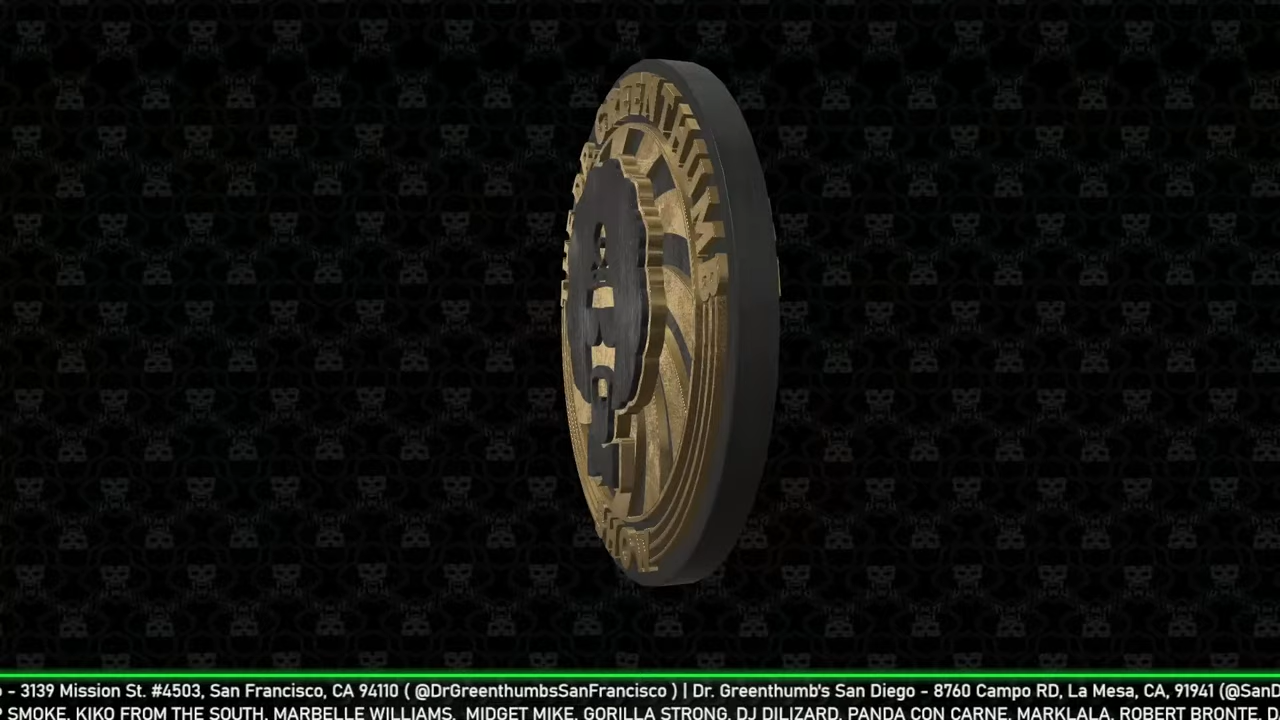 GREENTHUMB
- 3139 Mission St. #4503, San Francisco, CA 94110 ( @DrGreenthumbsSanFrancisco ) | Dr. Greenthumb's San Diego - 8760 Campo RD, La Mesa, CA, 91941 (@SanD
SMOKE, KIKO FROM THE SOUTH, MARBELLE WILLIAMS, MIDGET MIKE, GORILLA STRONG, DJ DILIZARD, PANDA CON CARNE, MARKLALA, ROBERT BRONTE, D